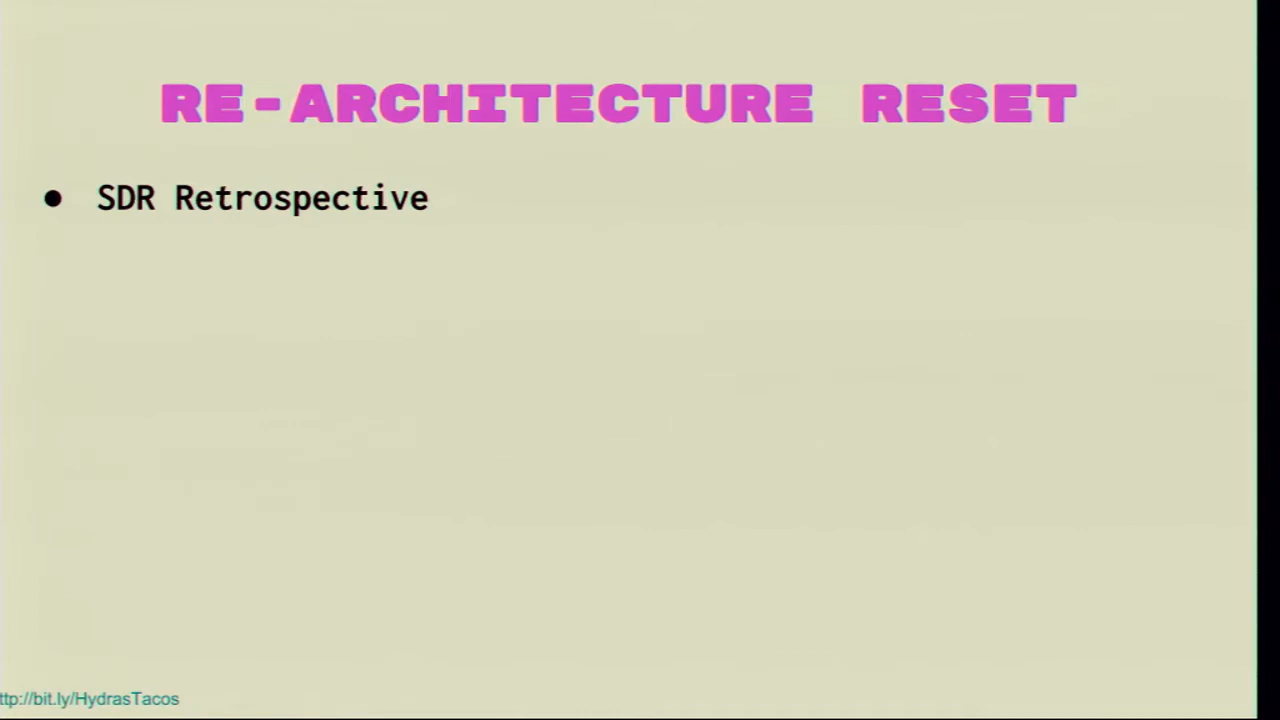 RE-ARCHITECTURE RESET
● SDR Retrospective
ttp://bit.ly/HydrasTacos